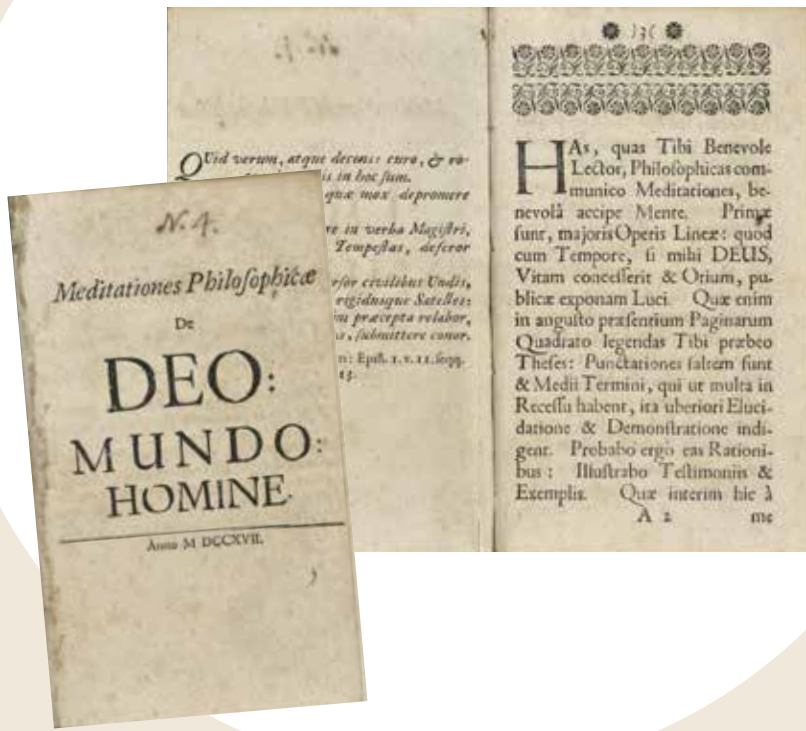 N. 4.
Meditationes Philoſophicæ
De
DEO:
MUNDO:
HOMINE.
Anno M DCCXVII.
QUid verum, atque decens: curo, & ro-
is in hoc ſum.
quæ mox depromere
re in verba Magiſtri,
Tempeſtas, deferor
rſor civilibus Undis,
rigidusque Satelles:
præcepta relabor,
, ſubmittere conor.
: Epiſt. 1. v. 11. ſeqq.
HAs, quas Tibi Benevole
Lector, Philoſophicas com-
munico Meditationes, be-
nevolâ accipe Mente. Primæ
ſunt, majoris Operis Lineæ: quod
cum Tempore, ſi mihi DEUS,
Vitam conceſſerit & Otium, pu-
blicæ exponam Luci. Quæ enim
in anguſto præſentium Paginarum
Quadrato legendas Tibi præbeo
Theſes: Punctationes ſaltem ſunt
& Medii Termini, qui ut multa in
Receſſu habent, ita uberiori Eluci-
datione & Demonſtratione indi-
gent. Probabo ergò eas Rationi-
bus: Illuſtrabo Teſtimoniis &
Exemplis. Quæ interim hic à
A 2 me